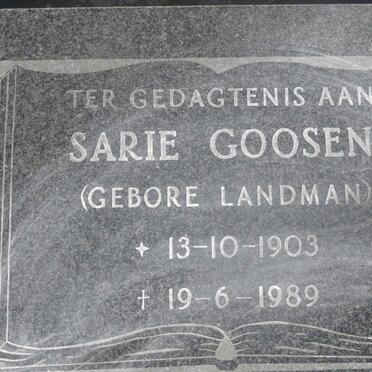 TER GEDAGTENIS AAN
SARIE GOOSEN
(GEBORE LANDMAN)
✦ 13-10-1903
† 19-6-1989